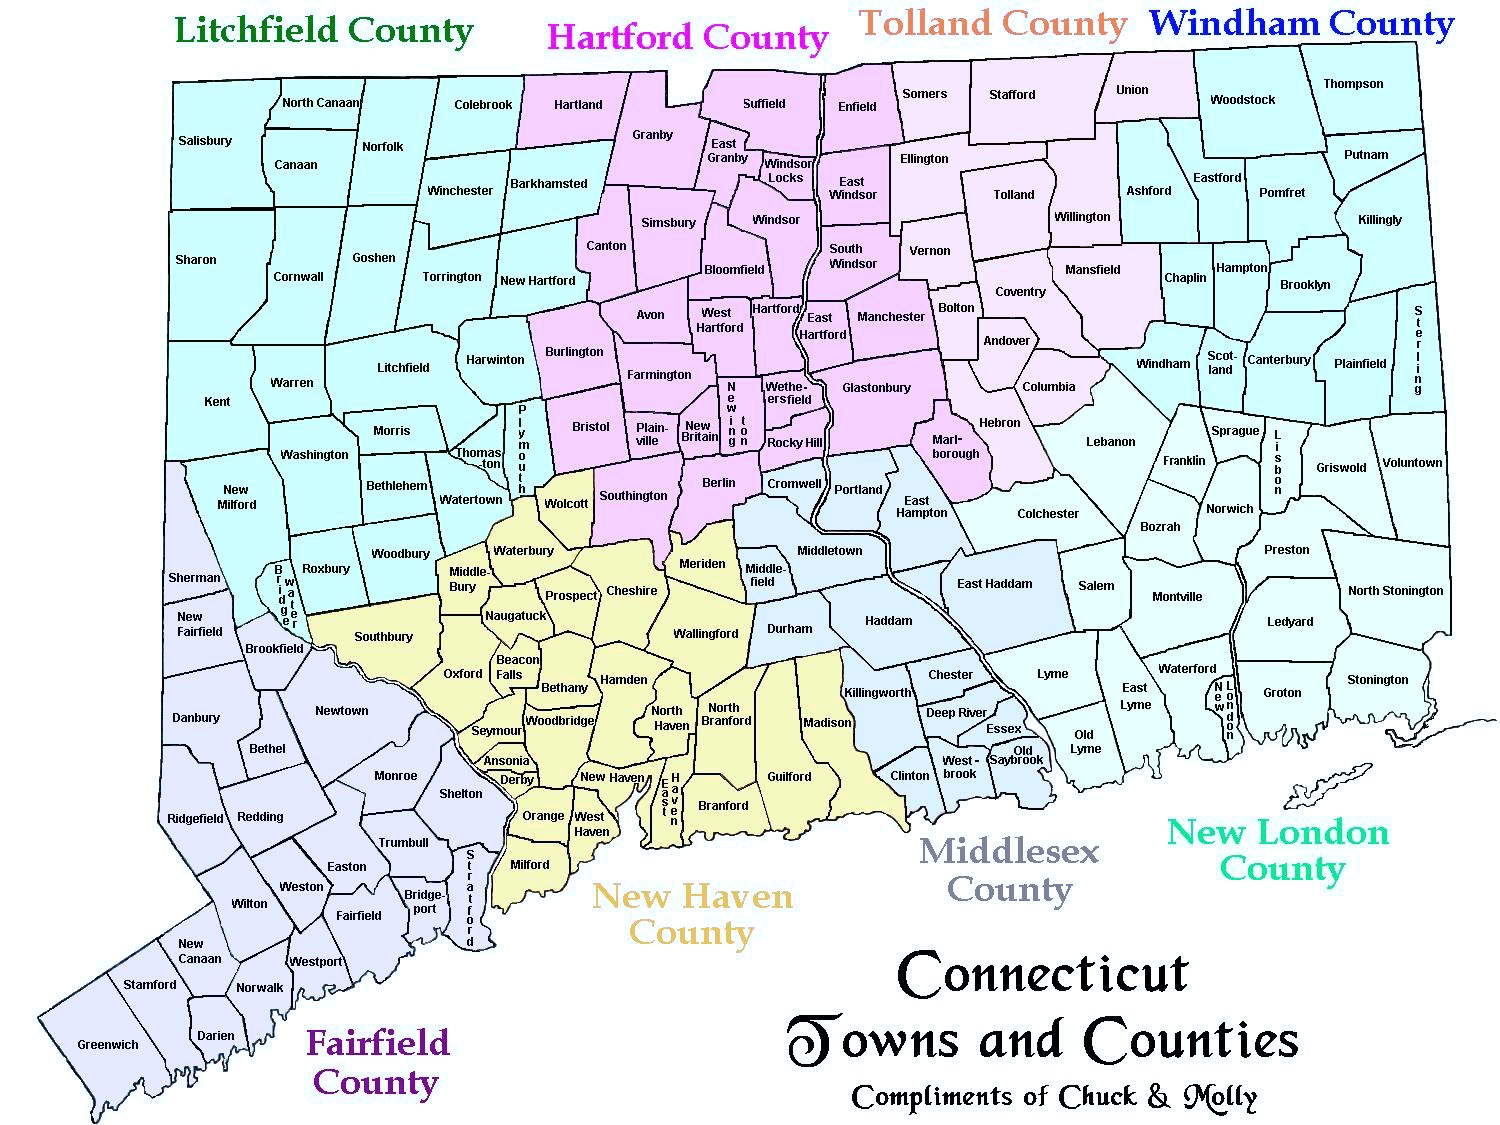 Litchfield County
Hartford County
Tolland County
Windham County
North Canaan
Colebrook
Hartland
Suffield
Enfield
Somers
Stafford
Union
Woodstock
Thompson
Salisbury
Canaan
Norfolk
Winchester
Barkhamsted
Granby
East
Granby
Windsor
Locks
East
Windsor
Ellington
Tolland
Willington
Ashford
Eastford
Pomfret
Putnam
Killingly
Sharon
Cornwall
Goshen
Torrington
New Hartford
Canton
Simsbury
Bloomfield
Windsor
South
Windsor
Vernon
Coventry
Mansfield
Chaplin
Hampton
Brooklyn
Sterling
Kent
Warren
Litchfield
Harwinton
Burlington
Avon
West
Hartford
Hartford
East
Hartford
Manchester
Bolton
Andover
Columbia
Windham
Scot-
land
Canterbury
Plainfield
Morris
Washington
Bethlehem
Thomas
-ton
Plymouth
Bristol
Farmington
Plain-
ville
New
Britain
Newington
Wethe-
ersfield
Rocky Hill
Glastonbury
Marl-
borough
Hebron
Lebanon
Franklin
Sprague
Lisbon
Griswold
Voluntown
New
Milford
Watertown
Wolcott
Southington
Berlin
Cromwell
Portland
East
Hampton
Colchester
Bozrah
Norwich
Preston
Sherman
Bridgewater
Roxbury
Woodbury
Middle-
Bury
Waterbury
Prospect
Cheshire
Meriden
Middle-
field
Middletown
East Haddam
Salem
Montville
Ledyard
North Stonington
New
Fairfield
Brookfield
Southbury
Naugatuck
Oxford
Beacon
Falls
Bethany
Hamden
Wallingford
Durham
Haddam
Chester
Lyme
East
Lyme
Waterford
New London
Groton
Stonington
Danbury
Bethel
Newtown
Seymour
Woodbridge
North
Haven
North
Branford
Madison
Killingworth
Deep River
Essex
Old
Lyme
Ridgefield
Redding
Monroe
Shelton
Ansonia
Derby
New Haven
East Haven
Branford
Guilford
Clinton
West-
brook
Old
Saybrook
Orange
West
Haven
Milford
Trumbull
Stratford
Easton
Weston
Wilton
Fairfield
Bridge-
port
New
Canaan
Westport
Stamford
Norwalk
Darien
Greenwich
New London
County
Middlesex
County
New Haven
County
Fairfield
County
Connecticut
Towns and Counties
Compliments of Chuck & Molly